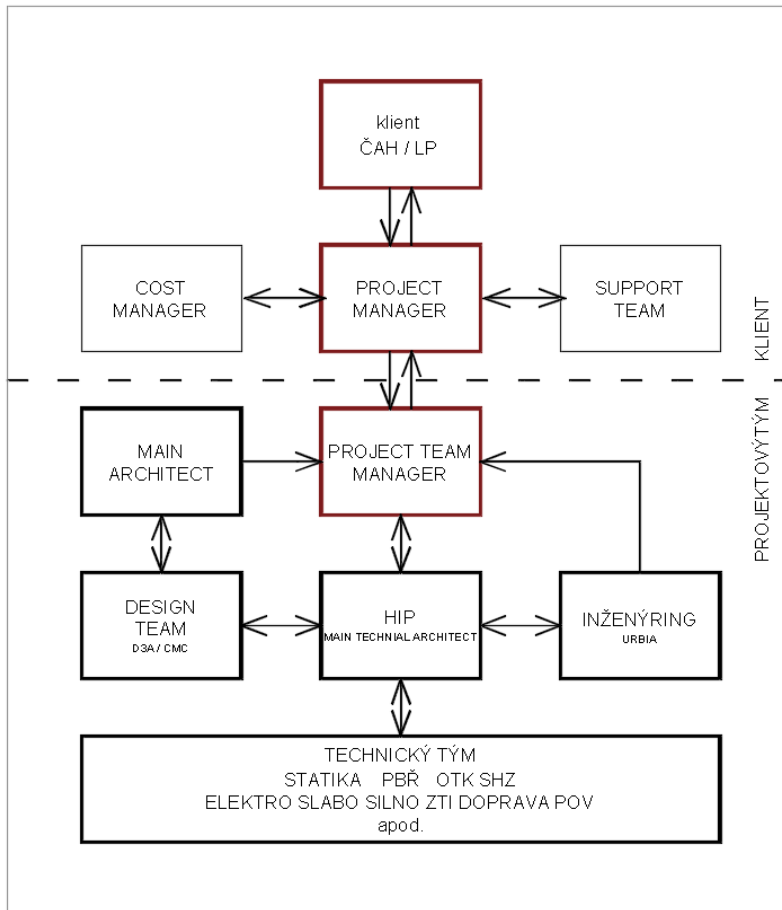 klient
ČAH / LP
COST
MANAGER
PROJECT
MANAGER
SUPPORT
TEAM
KLIENT
MAIN
ARCHITECT
PROJECT TEAM
MANAGER
PROJEKTOVÝTÝM
DESIGN
TEAM
D3A / CMC
HIP
MAIN TECHNIAL ARCHITECT
INŽENÝRING
URBIA
TECHNICKÝ TÝM
STATIKA PBŘ OTK SHZ
ELEKTRO SLABO SILNO ZTI DOPRAVA POV
apod.